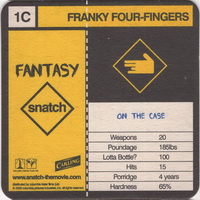 1C
FRANKY FOUR-FINGERS
FANTASY
snatch
CARLING
www.snatch-themovie.com
ON THE CASE
Weapons 20
Poundage 185lbs
Lotta Bottle? 100
Hits 15
Porridge 4 years
Hardness 65%